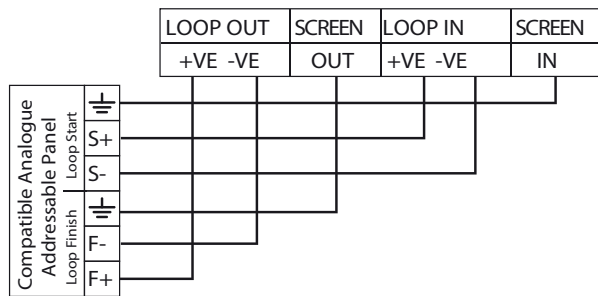 LOOP OUT SCREEN LOOP IN SCREEN
+VE -VE OUT +VE -VE IN
Compatible Analogue
Addressable Panel
Loop Start
S+
S-
Loop Finish
F-
F+